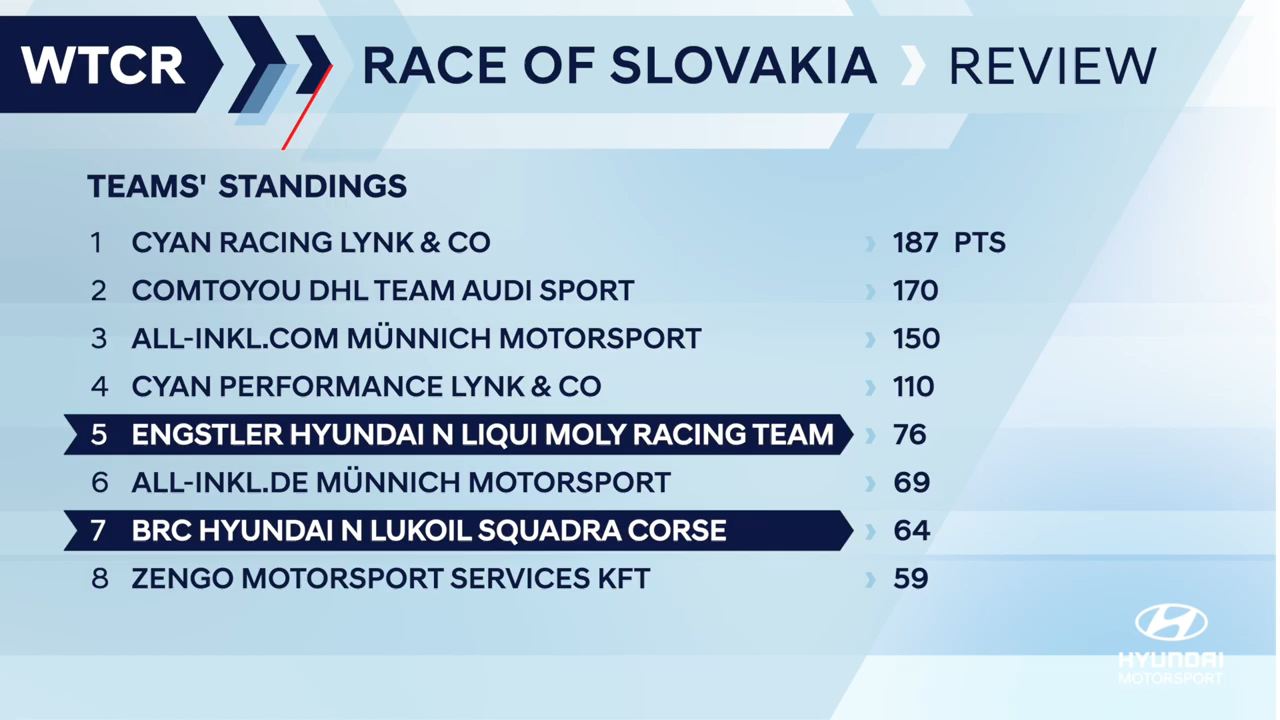 WTCR RACE OF SLOVAKIA REVIEW
TEAMS' STANDINGS
1 CYAN RACING LYNK & CO 187 PTS
2 COMTOYOU DHL TEAM AUDI SPORT 170
3 ALL-INKL.COM MÜNNICH MOTORSPORT 150
4 CYAN PERFORMANCE LYNK & CO 110
5 ENGSTLER HYUNDAI N LIQUI MOLY RACING TEAM 76
6 ALL-INKL.DE MÜNNICH MOTORSPORT 69
7 BRC HYUNDAI N LUKOIL SQUADRA CORSE 64
8 ZENGO MOTORSPORT SERVICES KFT 59
HYUNDAI
MOTORSPORT